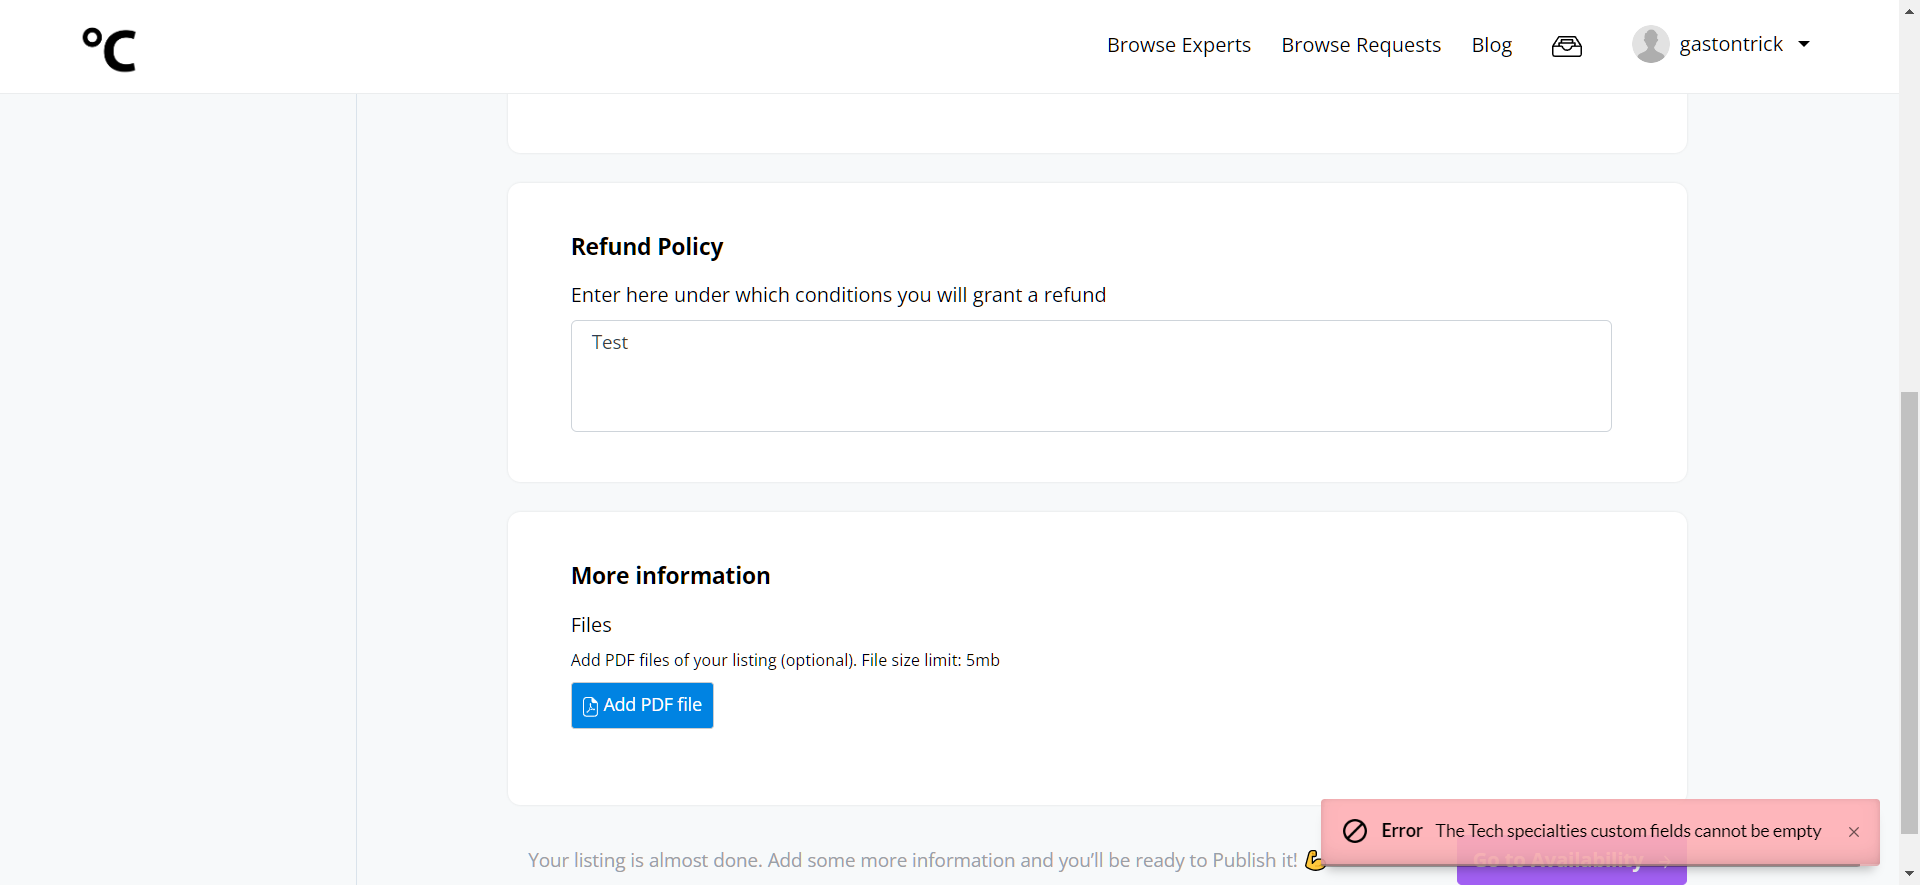 °C
Browse Experts
Browse Requests
Blog
gastontrick
Refund Policy
Enter here under which conditions you will grant a refund
Test
More information
Files
Add PDF files of your listing (optional). File size limit: 5mb
Add PDF file
Error The Tech specialties custom fields cannot be empty ×
Your listing is almost done. Add some more information and you’ll be ready to Publish it! 💪
Go to Availability →